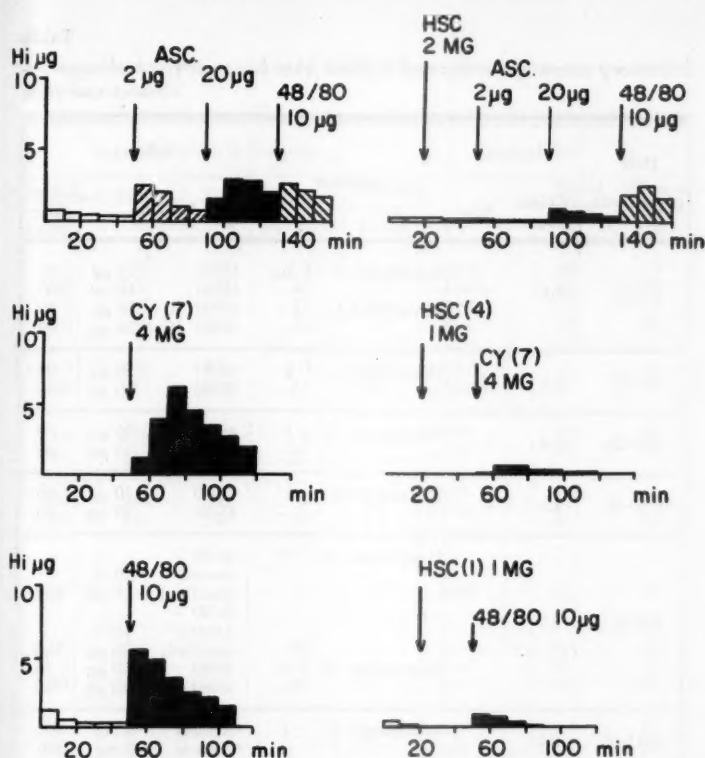 Hi µg ASC.
2 µg 20 µg 48/80
10 µg
10
5
20 60 100 140 min
HSC
2 MG
ASC.
2 µg 20 µg 48/80
10 µg
20 60 100 140 min
Hi µg
10
5
CY (7)
4 MG
20 60 100 min
HSC (4)
1 MG
CY (7)
4 MG
20 60 100 min
Hi µg
10
5
48/80
10 µg
20 60 100 min
HSC (1) 1 MG
48/80 10 µg
20 60 100 min